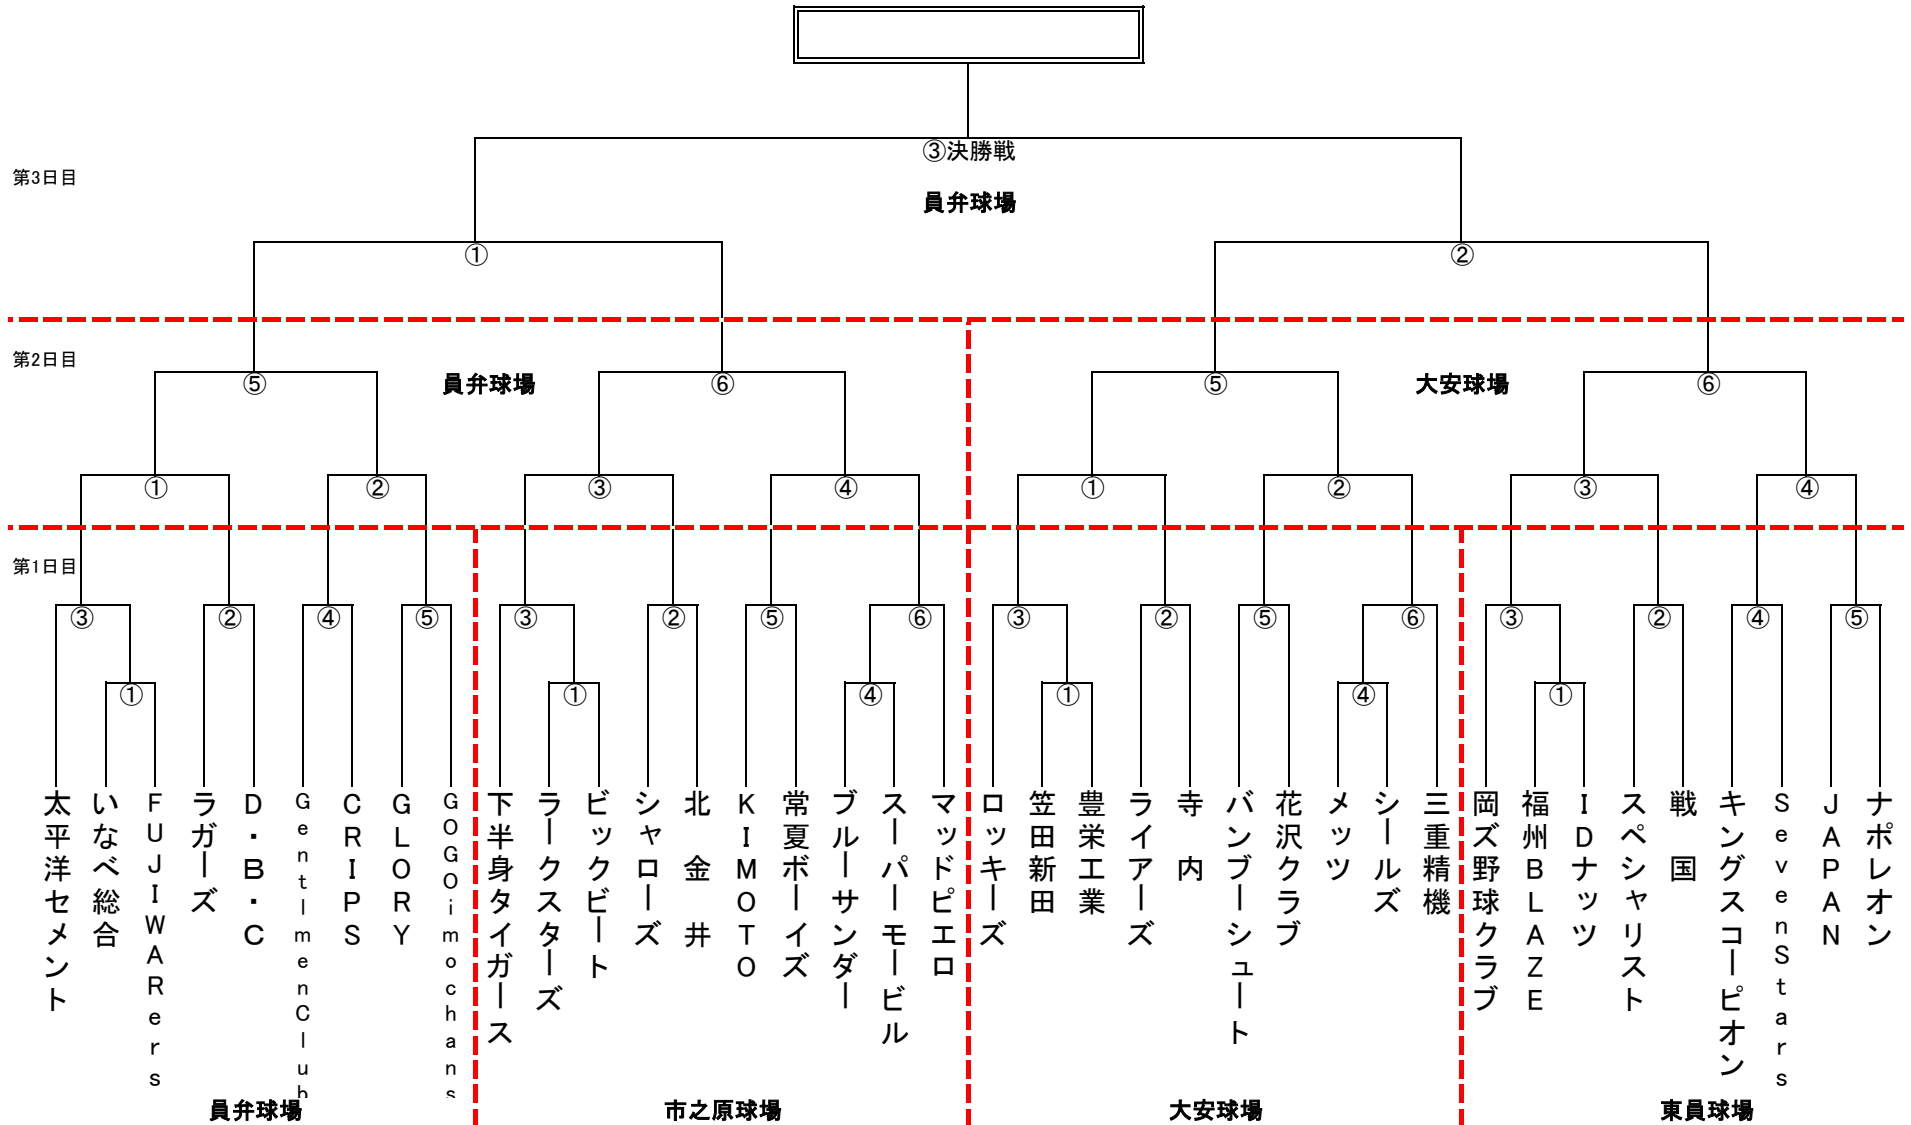 ③決勝戦
第3日目
員弁球場
①
②
第2日目
⑤
員弁球場
⑥
⑤
大安球場
⑥
①
②
③
④
①
②
③
④
第1日目
③
②
④
⑤
③
②
⑤
⑥
③
②
⑤
⑥
③
②
④
⑤
①
①
④
①
④
①
太平洋セメント
いなべ総合
FUJIWARers
ラガーズ
D・B・C
GentlmenClub
CRIPS
GLORY
GOGOimochans
下半身タイガース
ラークスターズ
ビックビート
シャローズ
北金井
KIMOTO
常夏ボーイズ
ブルーサンダー
スーパーモービル
マッドピエロ
ロッキーズ
笠田新田
豊栄工業
ライアーズ
寺内
バンブーシュート
花沢クラブ
メッツ
シールズ
三重精機
岡ズ野球クラブ
福州BLAZE
IDナッツ
スペシャリスト
戦国
キングスコーピオン
SevenStars
JAPAN
ナポレオン
員弁球場
市之原球場
大安球場
東員球場